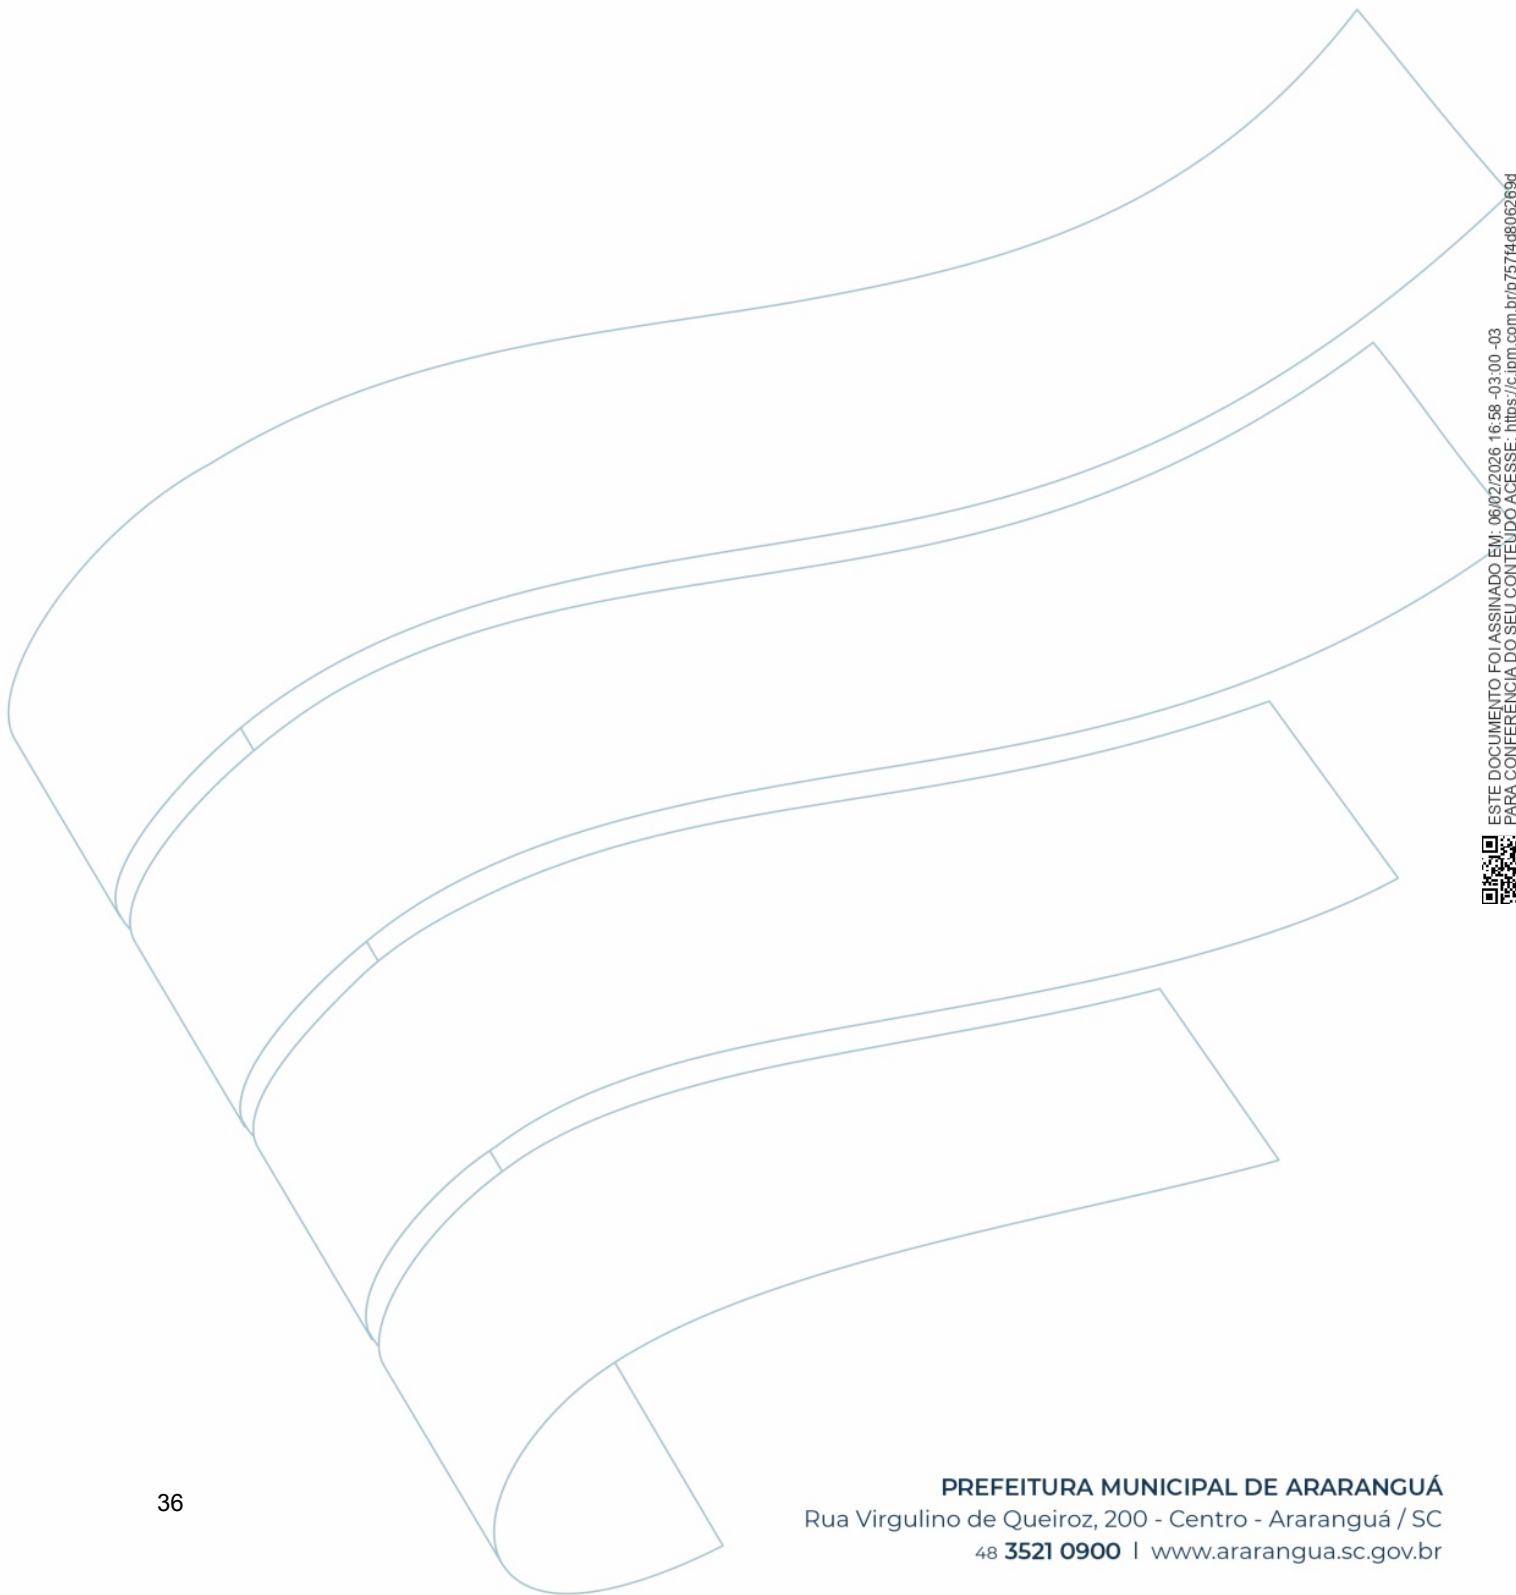 ESTE DOCUMENTO FOI ASSINADO EM: 06/02/2026 16:58 -03:00 -03
PARA CONFERÊNCIA DO SEU CONTEÚDO ACESSE: https://c.ipm.com.br/p757f4d806269d
36
PREFEITURA MUNICIPAL DE ARARANGUÁ
Rua Virgulino de Queiroz, 200 - Centro - Araranguá / SC
48 3521 0900 | www.ararangua.sc.gov.br